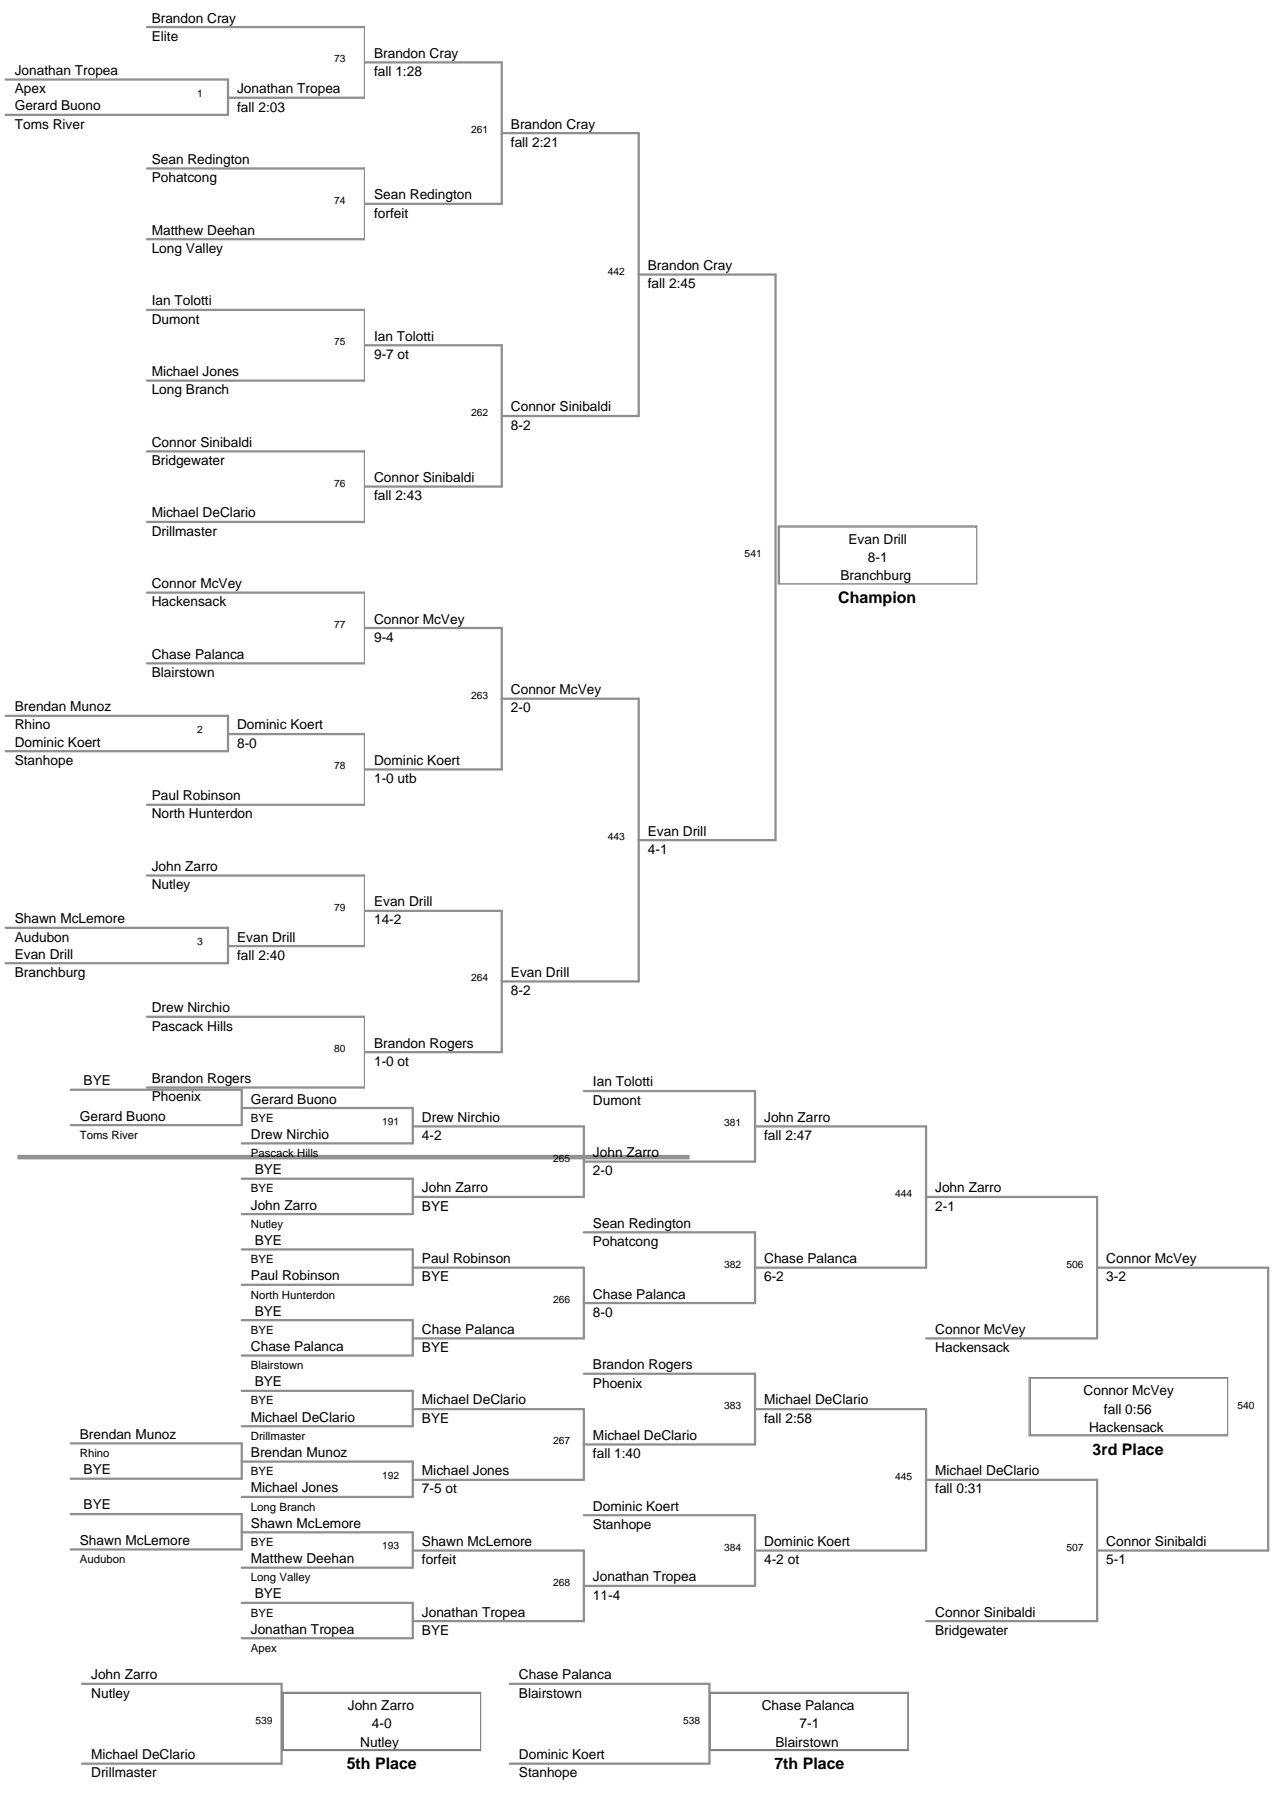 Brandon Cray
Elite
73
Brandon Cray
fall 1:28
Jonathan Tropea
Apex
1
Jonathan Tropea
fall 2:03
Gerard Buono
Toms River
261
Brandon Cray
fall 2:21
Sean Redington
Pohatcong
74
Sean Redington
forfeit
Matthew Deehan
Long Valley
442
Brandon Cray
fall 2:45
Ian Tolotti
Dumont
75
Ian Tolotti
9-7 ot
Michael Jones
Long Branch
262
Connor Sinibaldi
8-2
Connor Sinibaldi
Bridgewater
76
Connor Sinibaldi
fall 2:43
Michael DeClario
Drillmaster
541
Evan Drill
8-1
Branchburg
Champion
Connor McVey
Hackensack
77
Connor McVey
9-4
Chase Palanca
Blairstown
263
Connor McVey
2-0
Brendan Munoz
Rhino
2
Dominic Koert
8-0
Dominic Koert
Stanhope
78
Dominic Koert
1-0 utb
Paul Robinson
North Hunterdon
443
Evan Drill
4-1
John Zarro
Nutley
79
Evan Drill
14-2
Shawn McLemore
Audubon
3
Evan Drill
fall 2:40
Evan Drill
Branchburg
264
Evan Drill
8-2
Drew Nirchio
Pascack Hills
80
Brandon Rogers
1-0 ot
Brandon Rogers
Phoenix
BYE
Gerard Buono
Toms River
Gerard Buono
BYE
191
Drew Nirchio
4-2
Drew Nirchio
Pascack Hills
265
John Zarro
2-0
BYE
BYE
John Zarro
BYE
John Zarro
Nutley
Ian Tolotti
Dumont
381
John Zarro
fall 2:47
444
John Zarro
2-1
BYE
BYE
Paul Robinson
BYE
Paul Robinson
North Hunterdon
266
Chase Palanca
8-0
BYE
BYE
Chase Palanca
BYE
Chase Palanca
Blairstown
Sean Redington
Pohatcong
382
Chase Palanca
6-2
506
Connor McVey
3-2
Connor McVey
Hackensack
BYE
BYE
Michael DeClario
BYE
Michael DeClario
Drillmaster
267
Michael DeClario
fall 1:40
Brandon Rogers
Phoenix
383
Michael DeClario
fall 2:58
Connor McVey
fall 0:56
Hackensack
3rd Place
540
Brendan Munoz
Rhino
BYE
Brendan Munoz
BYE
192
Michael Jones
7-5 ot
Michael Jones
Long Branch
445
Michael DeClario
fall 0:31
BYE
Shawn McLemore
Audubon
Shawn McLemore
BYE
193
Shawn McLemore
forfeit
Matthew Deehan
Long Valley
268
Jonathan Tropea
11-4
Dominic Koert
Stanhope
384
Dominic Koert
4-2 ot
507
Connor Sinibaldi
5-1
BYE
BYE
Jonathan Tropea
BYE
Jonathan Tropea
Apex
Connor Sinibaldi
Bridgewater
John Zarro
Nutley
539
John Zarro
4-0
Nutley
5th Place
Michael DeClario
Drillmaster
Chase Palanca
Blairstown
538
Chase Palanca
7-1
Blairstown
7th Place
Dominic Koert
Stanhope